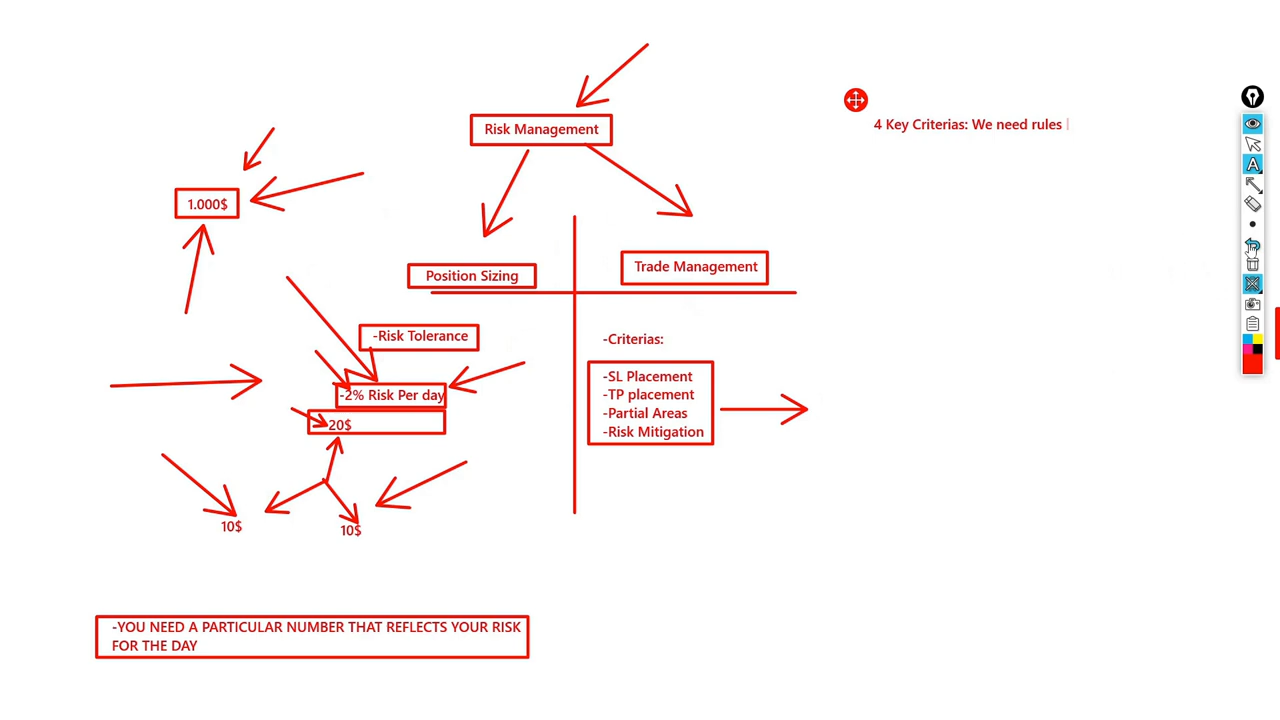 4 Key Criterias: We need rules
Risk Management
1.000$
Position Sizing
Trade Management
-Risk Tolerance
-Criterias:
-2% Risk Per day
20$
-SL Placement
-TP placement
-Partial Areas
-Risk Mitigation
10$
10$
-YOU NEED A PARTICULAR NUMBER THAT REFLECTS YOUR RISK
FOR THE DAY
A